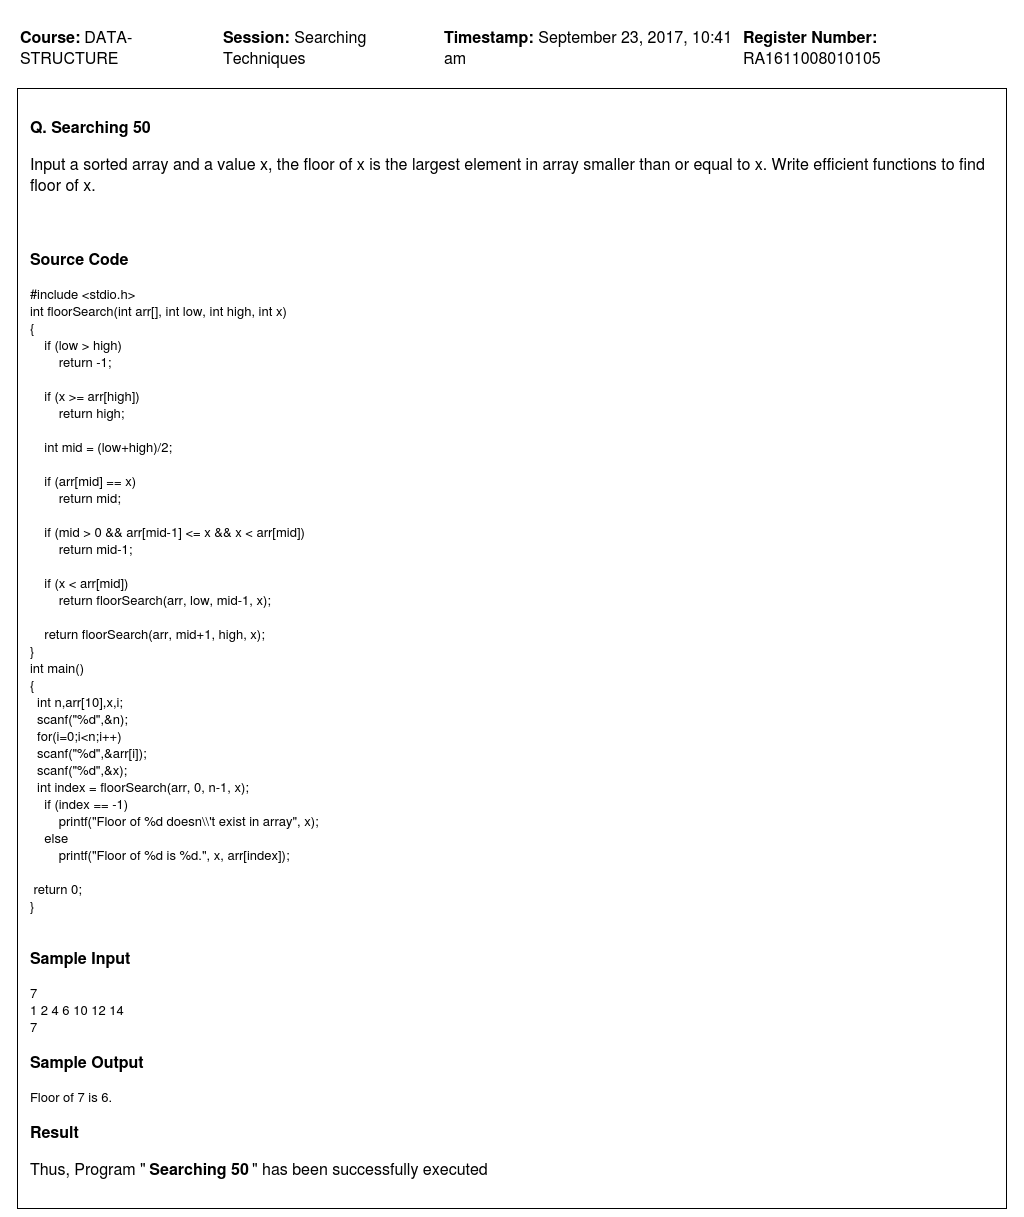 Course: DATA-STRUCTURE
Session: Searching Techniques
Timestamp: September 23, 2017, 10:41 am
Register Number: RA1611008010105
Q. Searching 50
Input a sorted array and a value x, the floor of x is the largest element in array smaller than or equal to x. Write efficient functions to find
floor of x.
Source Code
#include <stdio.h>
int floorSearch(int arr[], int low, int high, int x)
{
    if (low > high)
        return -1;

    if (x >= arr[high])
        return high;

    int mid = (low+high)/2;

    if (arr[mid] == x)
        return mid;

    if (mid > 0 && arr[mid-1] <= x && x < arr[mid])
        return mid-1;

    if (x < arr[mid])
        return floorSearch(arr, low, mid-1, x);

    return floorSearch(arr, mid+1, high, x);
}
int main()
{
  int n,arr[10],x,i;
  scanf("%d",&n);
  for(i=0;i<n;i++)
  scanf("%d",&arr[i]);
  scanf("%d",&x);
  int index = floorSearch(arr, 0, n-1, x);
    if (index == -1)
        printf("Floor of %d doesn\\'t exist in array", x);
    else
        printf("Floor of %d is %d.", x, arr[index]);

 return 0;
}
Sample Input
7
1 2 4 6 10 12 14
7
Sample Output
Floor of 7 is 6.
Result
Thus, Program " Searching 50 " has been successfully executed